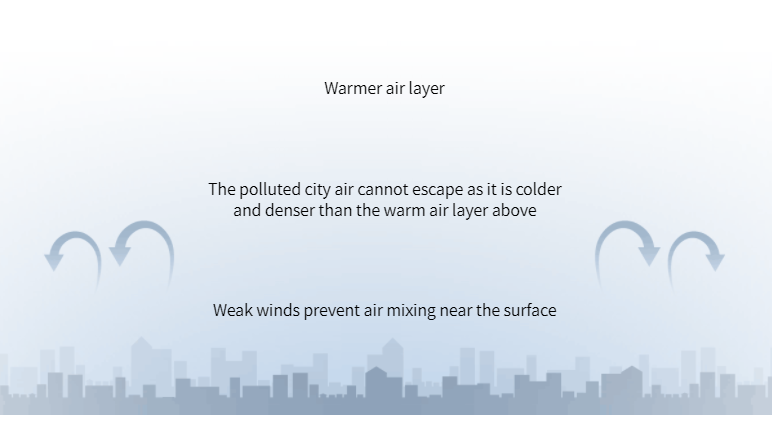 Warmer air layer
The polluted city air cannot escape as it is colder
and denser than the warm air layer above
Weak winds prevent air mixing near the surface